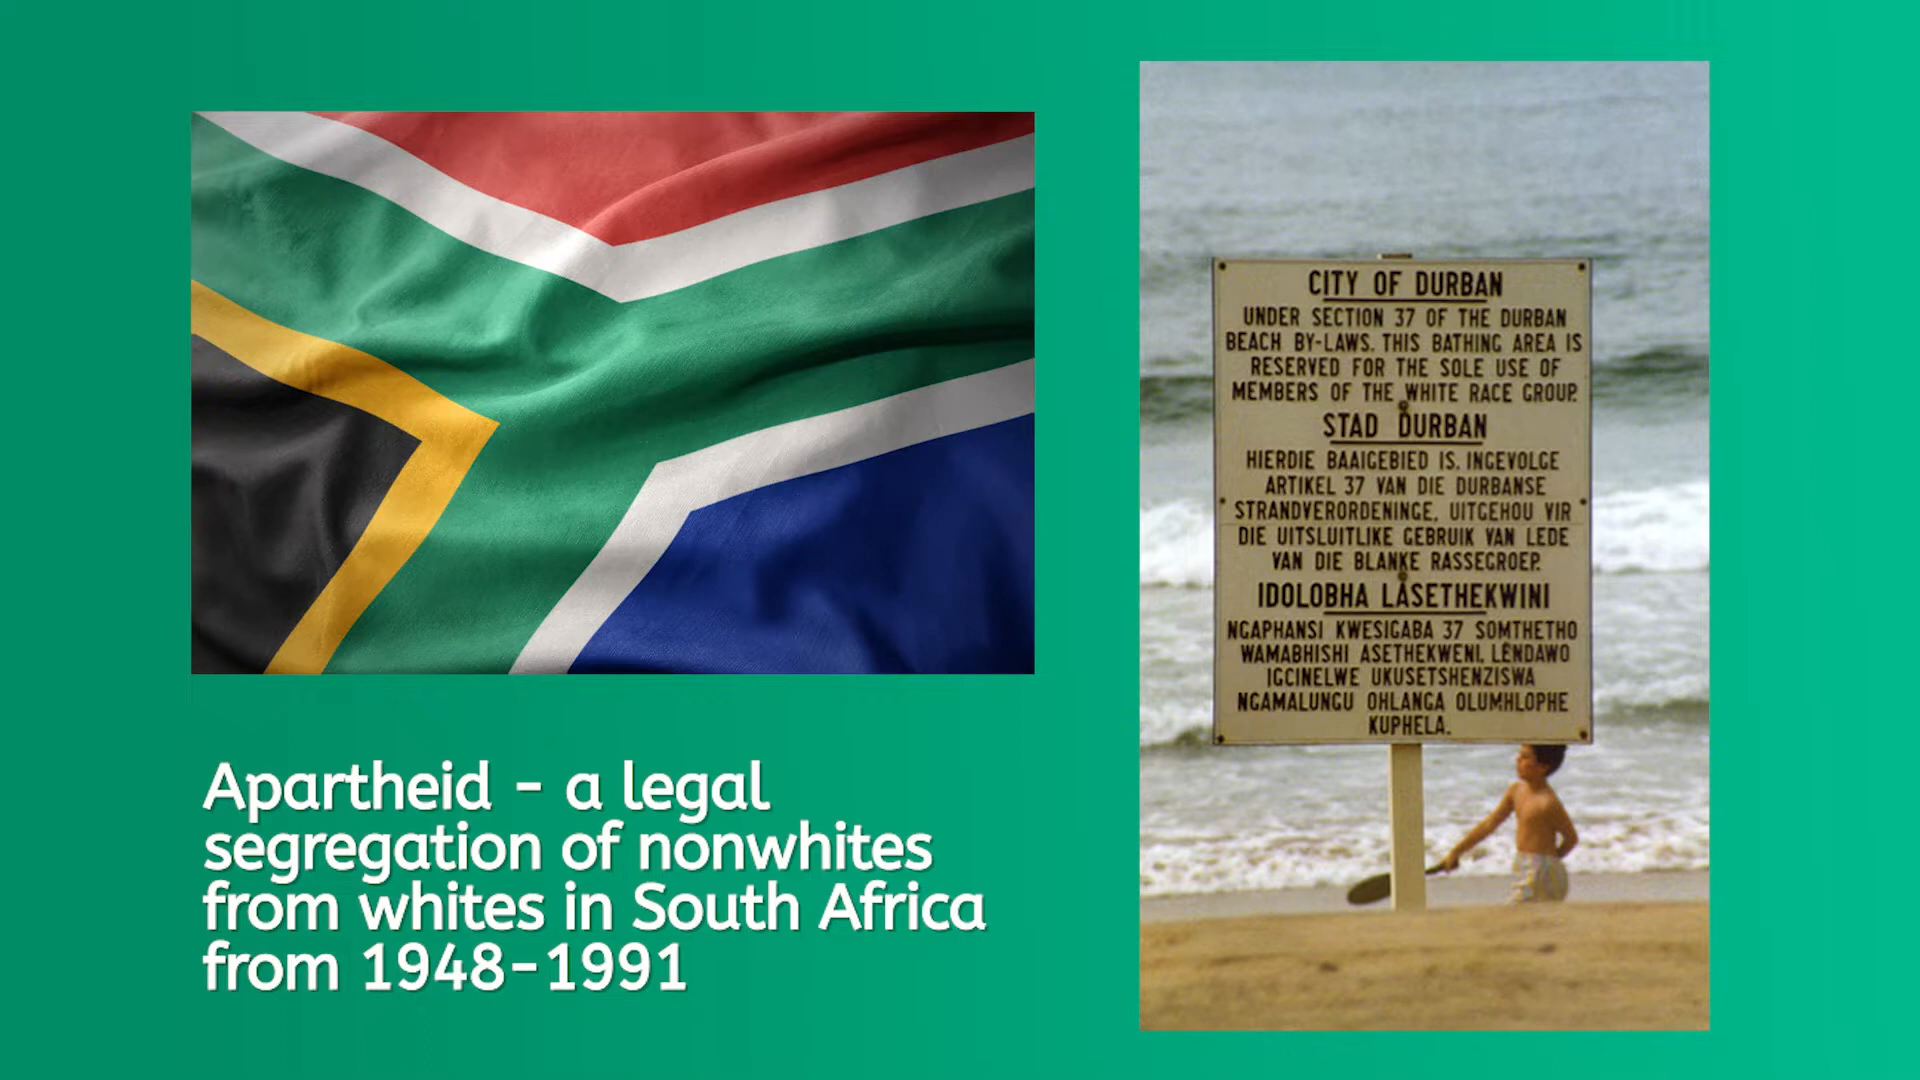 Apartheid - a legal
segregation of nonwhites
from whites in South Africa
from 1948-1991
CITY OF DURBAN
UNDER SECTION 37 OF THE DURBAN
BEACH BY-LAWS. THIS BATHING AREA IS
RESERVED FOR THE SOLE USE OF
MEMBERS OF THE WHITE RACE GROUP.
STAD DURBAN
HIERDIE BAAIGEBIED IS. INGEVOLGE
ARTIKEL 37 VAN DIE DURBANSE
STRANDVERORDENINGE, UITGEHOU VIR
DIE UITSLUITLIKE GEBRUIK VAN LEDE
VAN DIE BLANKE RASSEGROEP.
IDOLOBHA LASETHEKWINI
NGAPHANSI KWESIGABA 37 SOMTHETHO
WAMABHISHI ASETHEKWENI, LENDAWO
IGCINELWE UKUSETSHENZISWA
NGAMALUNGU OHLANGA OLUMHLOPHE
KUPHELA.